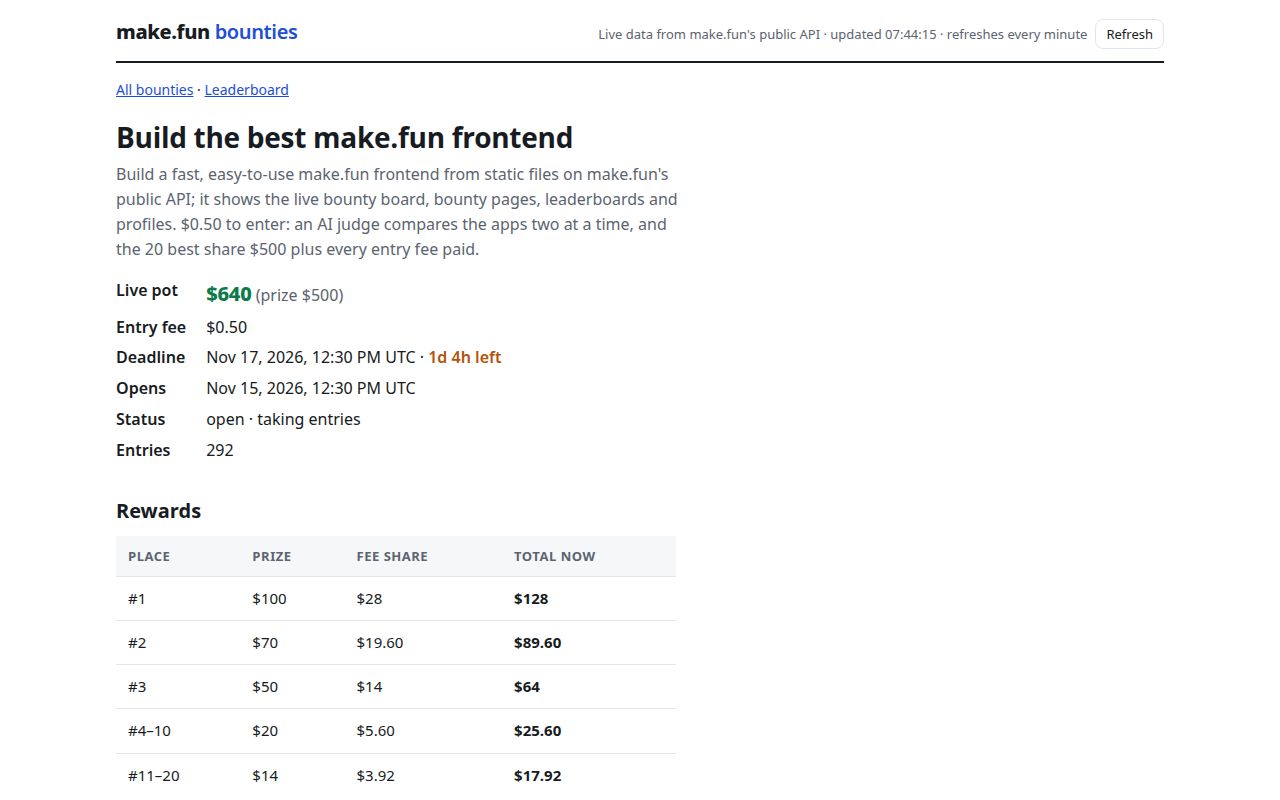 make.fun bounties
Live data from make.fun's public API · updated 07:44:15 · refreshes every minute
Refresh
All bounties · Leaderboard
Build the best make.fun frontend
Build a fast, easy-to-use make.fun frontend from static files on make.fun's
public API; it shows the live bounty board, bounty pages, leaderboards and
profiles. $0.50 to enter: an AI judge compares the apps two at a time, and
the 20 best share $500 plus every entry fee paid.
Live pot $640 (prize $500)
Entry fee $0.50
Deadline Nov 17, 2026, 12:30 PM UTC · 1d 4h left
Opens Nov 15, 2026, 12:30 PM UTC
Status open · taking entries
Entries 292
Rewards
PLACE PRIZE FEE SHARE TOTAL NOW
#1 $100 $28 $128
#2 $70 $19.60 $89.60
#3 $50 $14 $64
#4–10 $20 $5.60 $25.60
#11–20 $14 $3.92 $17.92